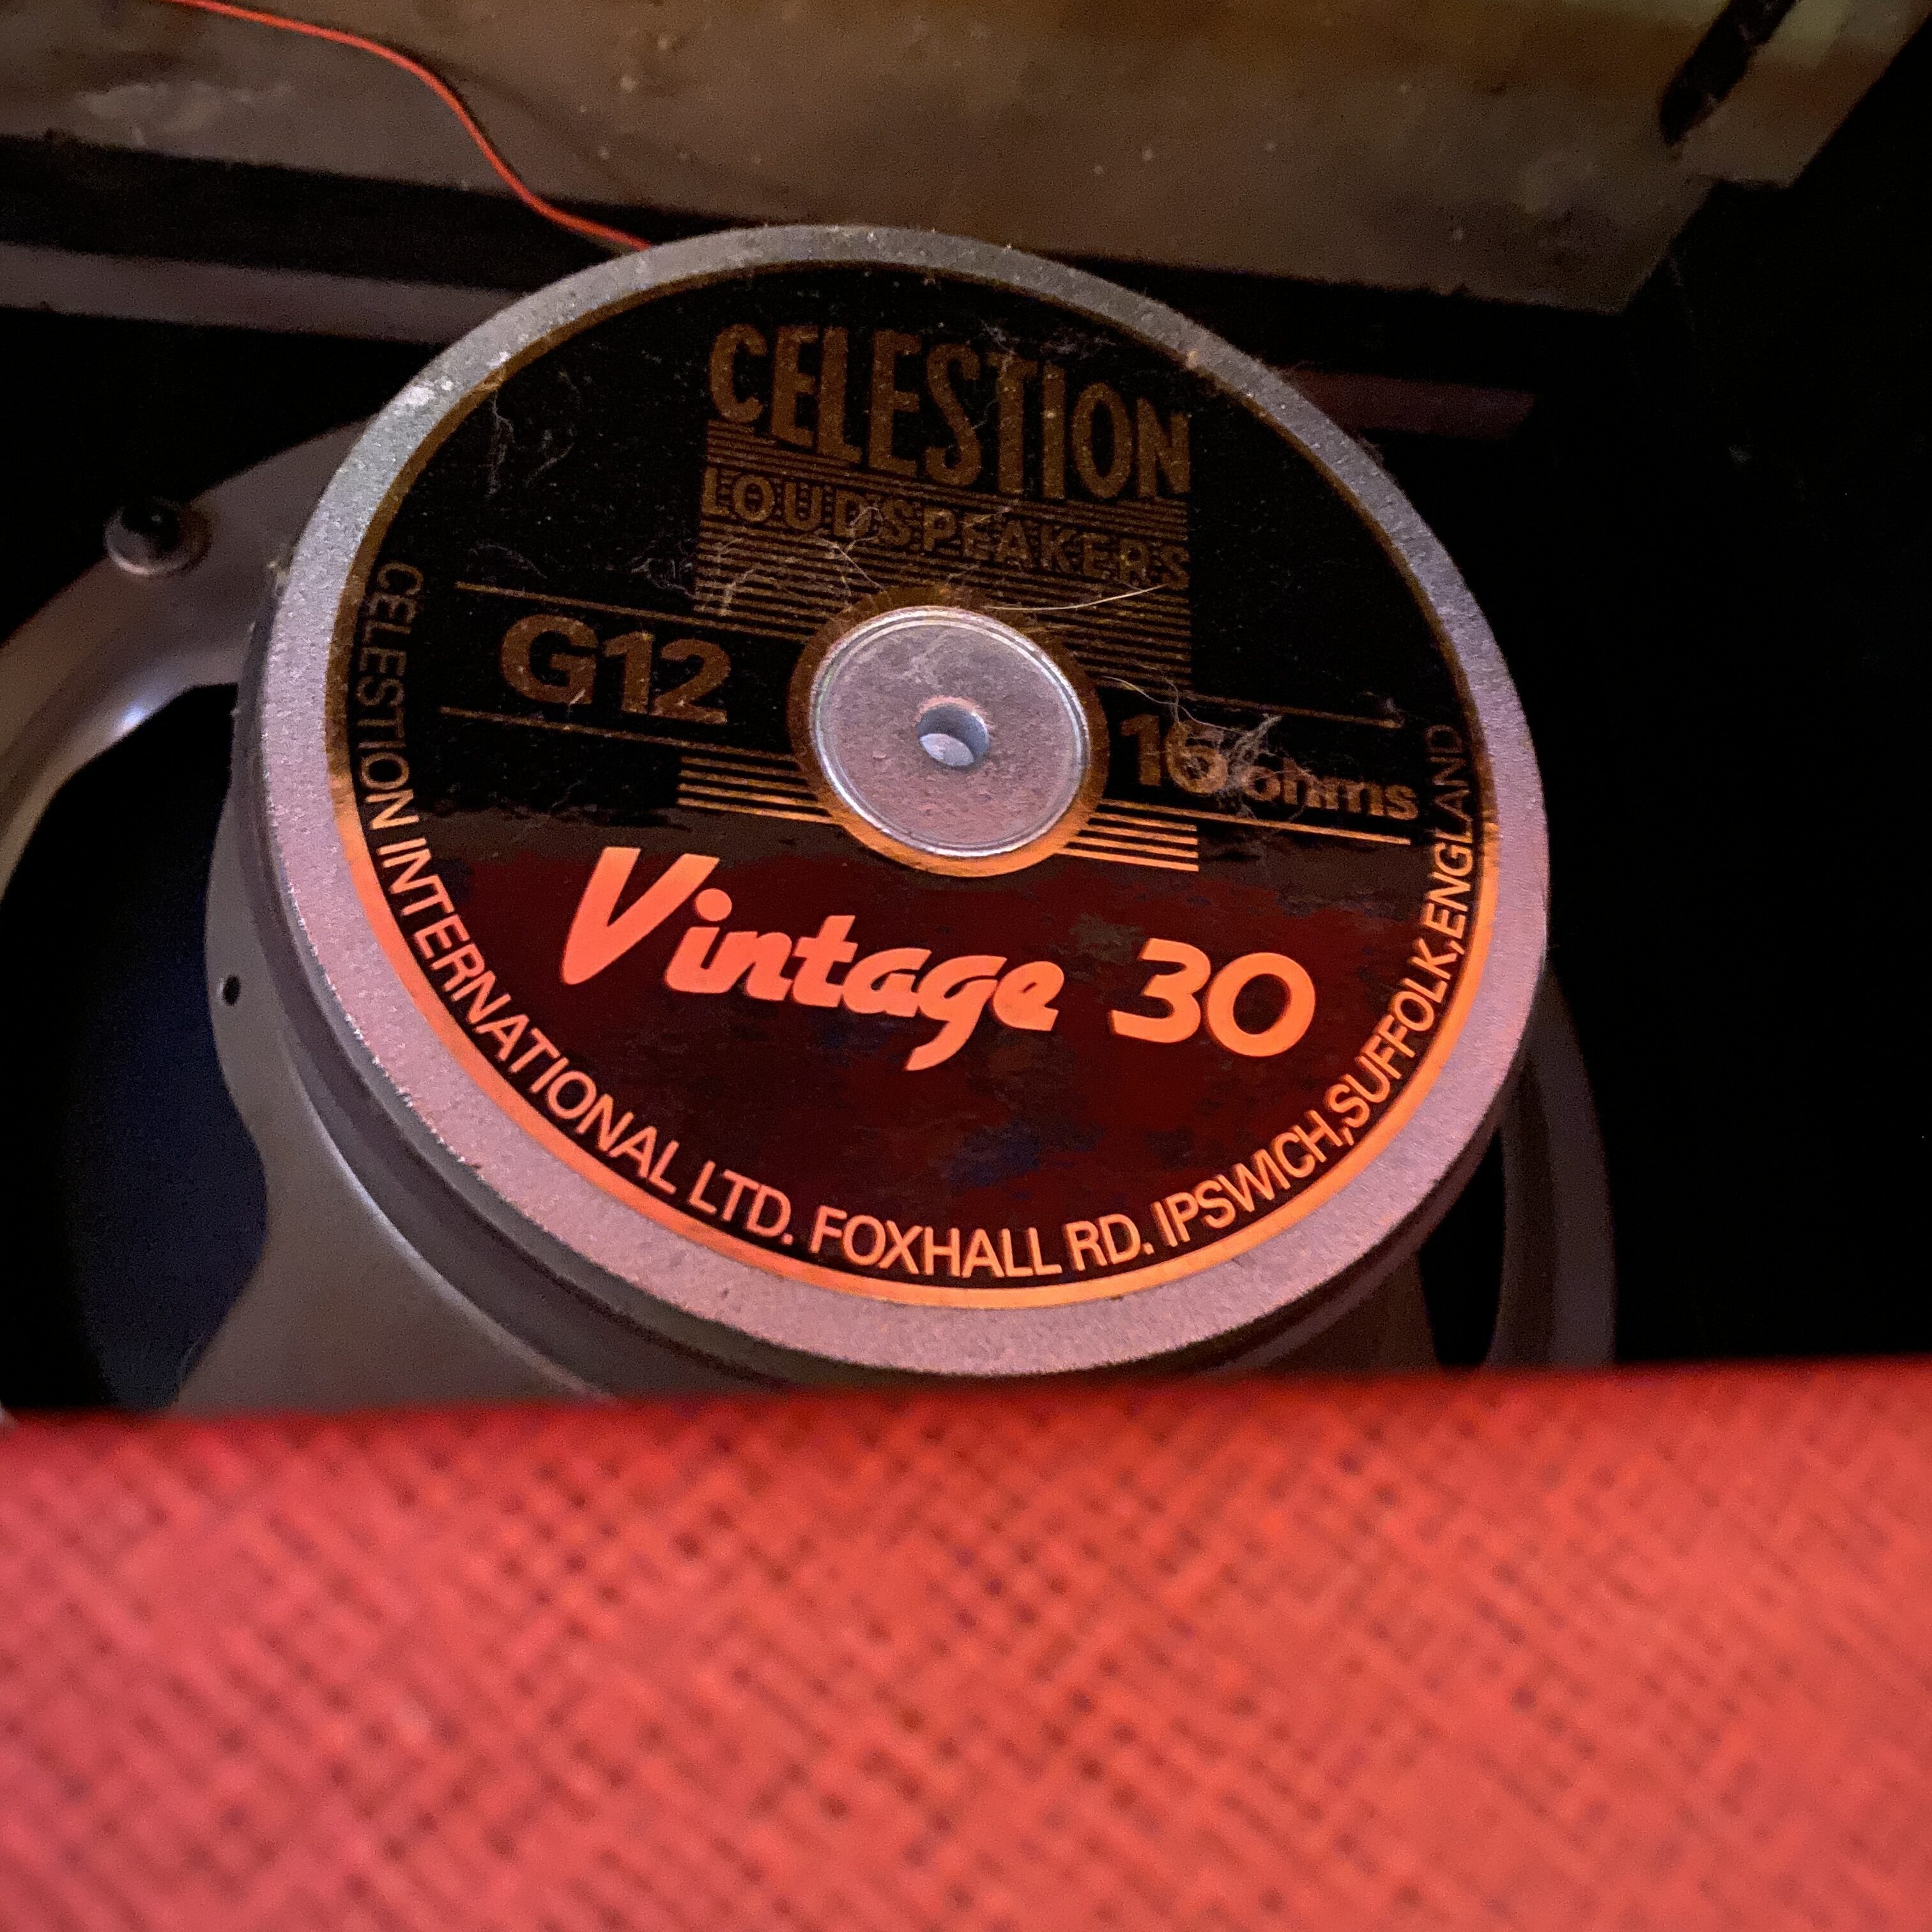 CELESTION
LOUDSPEAKERS
G12
16 ohms
Vintage 30
CELESTION INTERNATIONAL LTD. FOXHALL RD. IPSWICH,SUFFOLK,ENGLAND